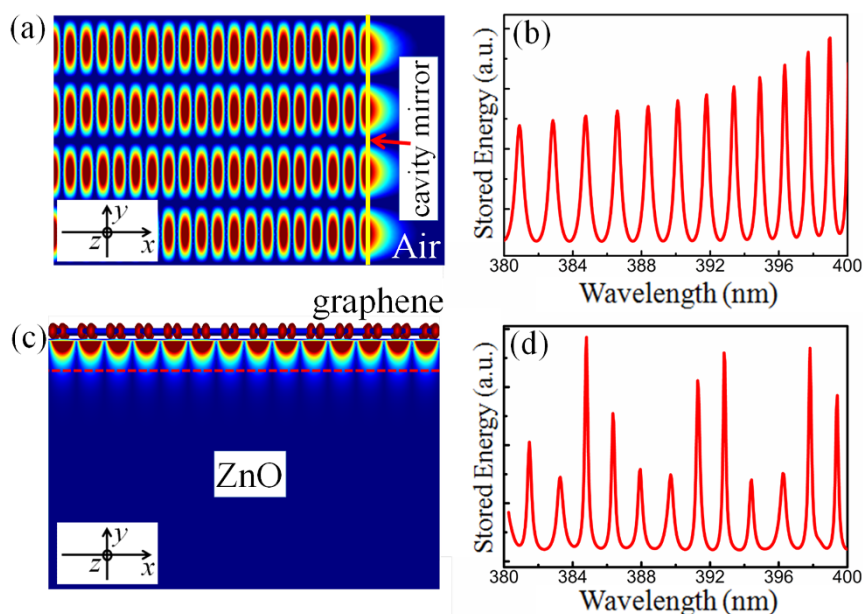 (a)
cavity mirror
Air
y
z
x
(b)
Stored Energy (a.u.)
380 384 388 392 396 400
Wavelength (nm)
graphene
(c)
ZnO
y
z
x
(d)
Stored Energy (a.u.)
380 384 388 392 396 400
Wavelength (nm)